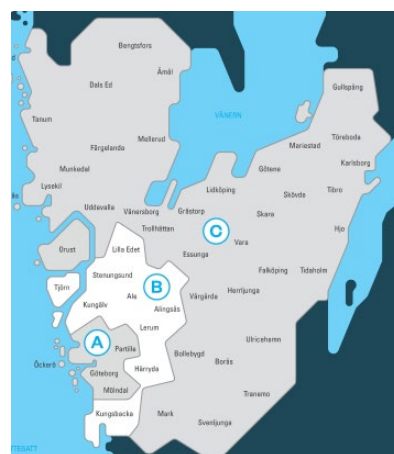 Bengtsfors
Åmål
Dals Ed
Gullspång
Tanum
VÄNERN
Töreboda
Mellerud
Mariestad
Färgelanda
Karlsborg
Munkedal
Götene
Lysekil
Lidköping
Skövde
Tibro
Uddevalla
Vänersborg
Grästorp
Skara
Trollhättan
C
Hjo
Orust
Lilla Edet
Vara
Essunga
Stenungsund
Falköping
Tidaholm
Tjörn
B
Ale
Vårgårda
Herrljunga
Kungälv
Alingsås
Lerum
A
Ulricehamn
Partille
Bollebygd
Öckerö
Borås
Göteborg
Härryda
Mölndal
Tranemo
Kungsbacka
Mark
Svenljunga
TTEGATT